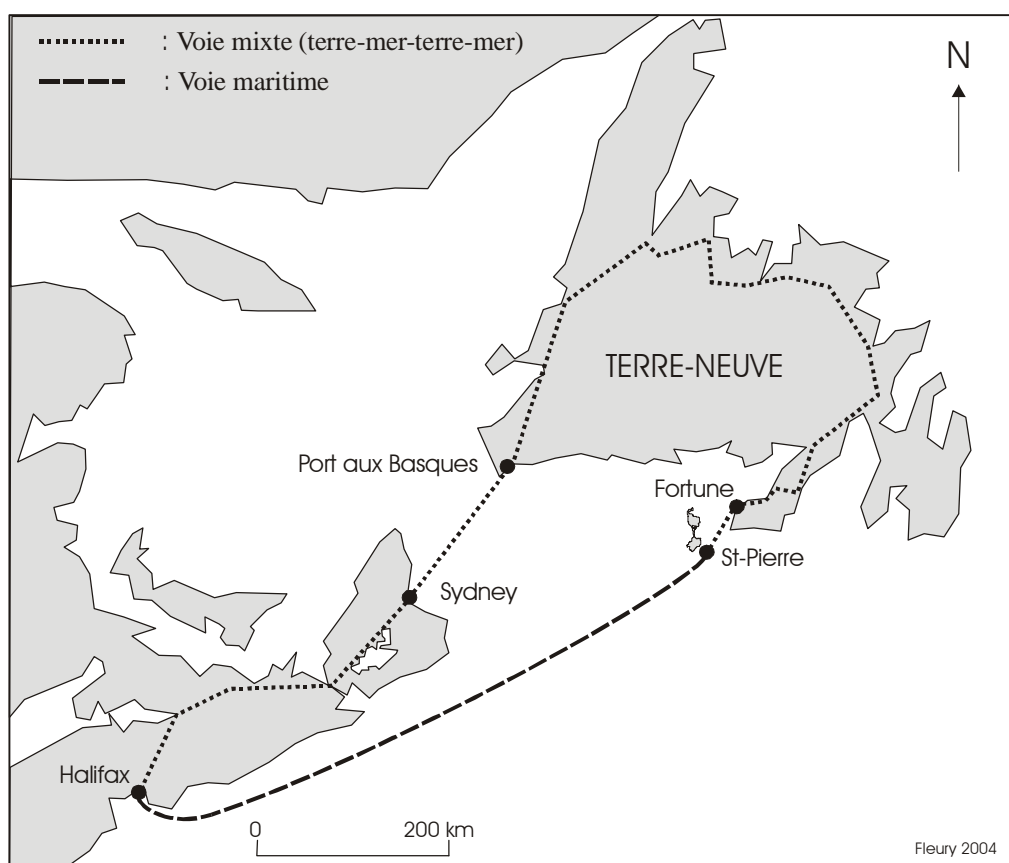 : Voie mixte (terre-mer-terre-mer)
: Voie maritime
N
TERRE-NEUVE
Port aux Basques
Fortune
St-Pierre
Sydney
Halifax
0 200 km
Fleury 2004